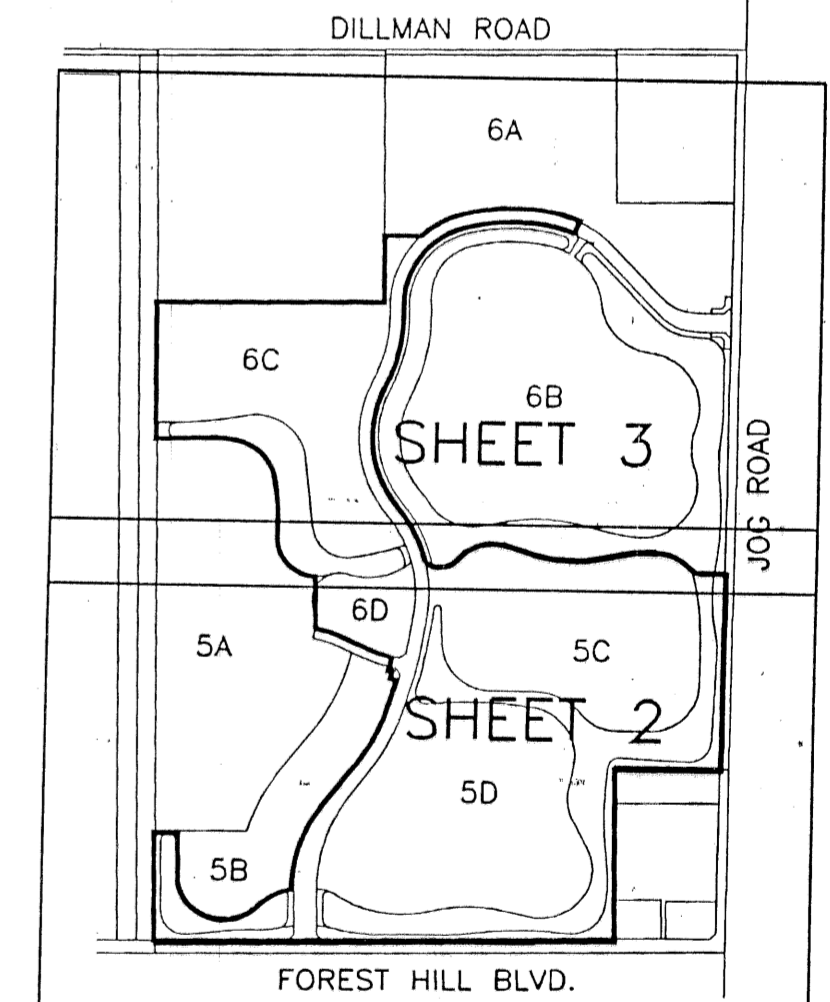 DILLMAN ROAD
6A
6C
6B
SHEET 3
JOG ROAD
6D
5A
5C
SHEET 2
5D
5B
FOREST HILL BLVD.